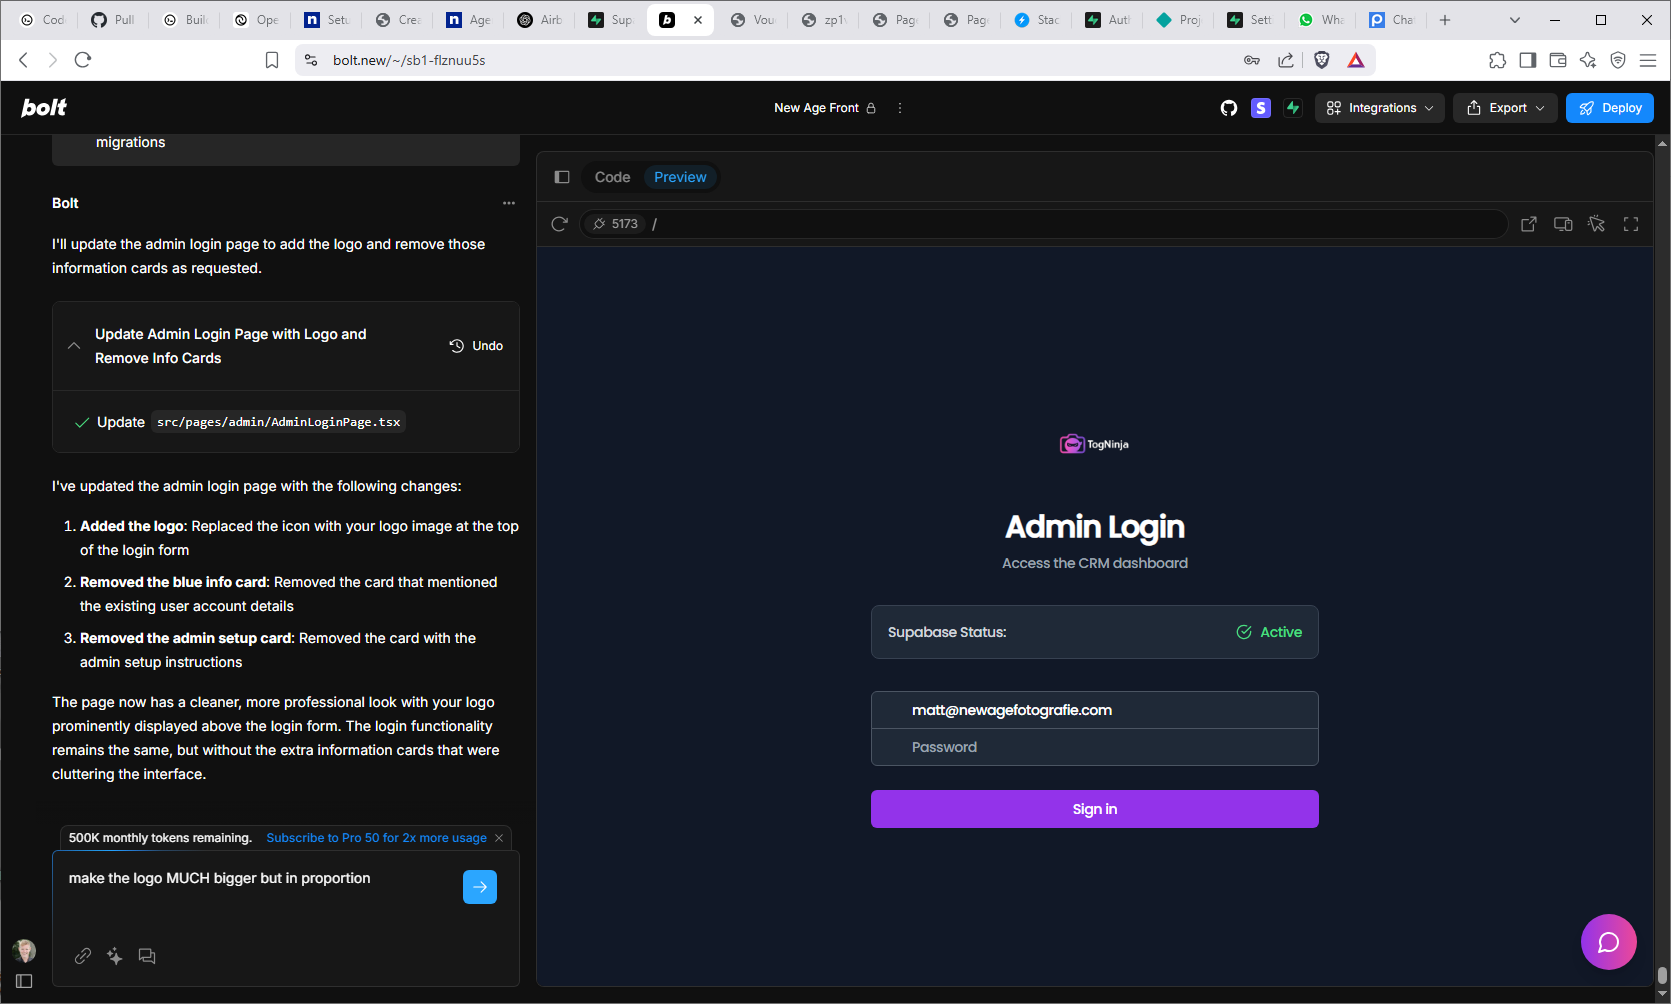 Code
Pull
Buil
Ope
Setu
Crea
Age
Airb
Supa
Vouc
zp1v
Page
Page
Stac
Auth
Proj
Sett
Wha
Cha
bolt.new/~/sb1-flznuu5s
bolt
New Age Front
Integrations
Export
Deploy
migrations
Bolt
I'll update the admin login page to add the logo and remove those
information cards as requested.
Update Admin Login Page with Logo and
Remove Info Cards
Undo
Update src/pages/admin/AdminLoginPage.tsx
I've updated the admin login page with the following changes:
1. Added the logo: Replaced the icon with your logo image at the top
of the login form
2. Removed the blue info card: Removed the card that mentioned
the existing user account details
3. Removed the admin setup card: Removed the card with the
admin setup instructions
The page now has a cleaner, more professional look with your logo
prominently displayed above the login form. The login functionality
remains the same, but without the extra information cards that were
cluttering the interface.
500K monthly tokens remaining. Subscribe to Pro 50 for 2x more usage
make the logo MUCH bigger but in proportion
Code
Preview
5173
/
TogNinja
Admin Login
Access the CRM dashboard
Supabase Status:
Active
matt@newagefotografie.com
Password
Sign in